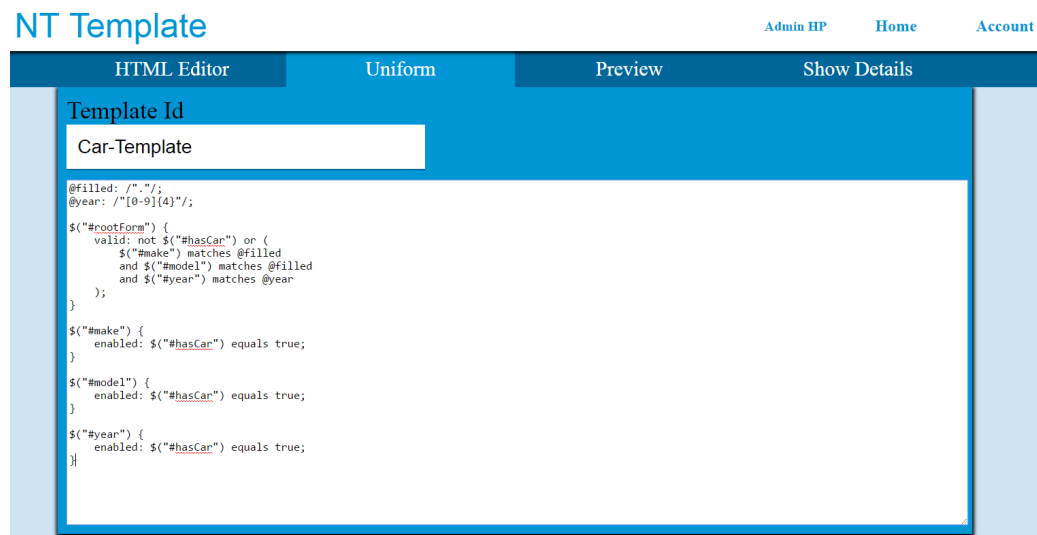 NT Template
Admin HP Home Account
HTML Editor Uniform Preview Show Details
Template Id
Car-Template
@filled: /"."/;
@year: /"[0-9]{4}"/;
$("#rootForm") {
    valid: not $("#hasCar") or (
        $("#make") matches @filled
        and $("#model") matches @filled
        and $("#year") matches @year
    );
}
$("#make") {
    enabled: $("#hasCar") equals true;
}
$("#model") {
    enabled: $("#hasCar") equals true;
}
$("#year") {
    enabled: $("#hasCar") equals true;
}